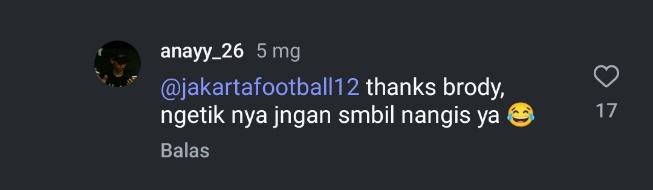 anayy_26 5 mg
@jakartafootball12 thanks brody,
ngetik nya jngan smbil nangis ya 😂
17
Balas